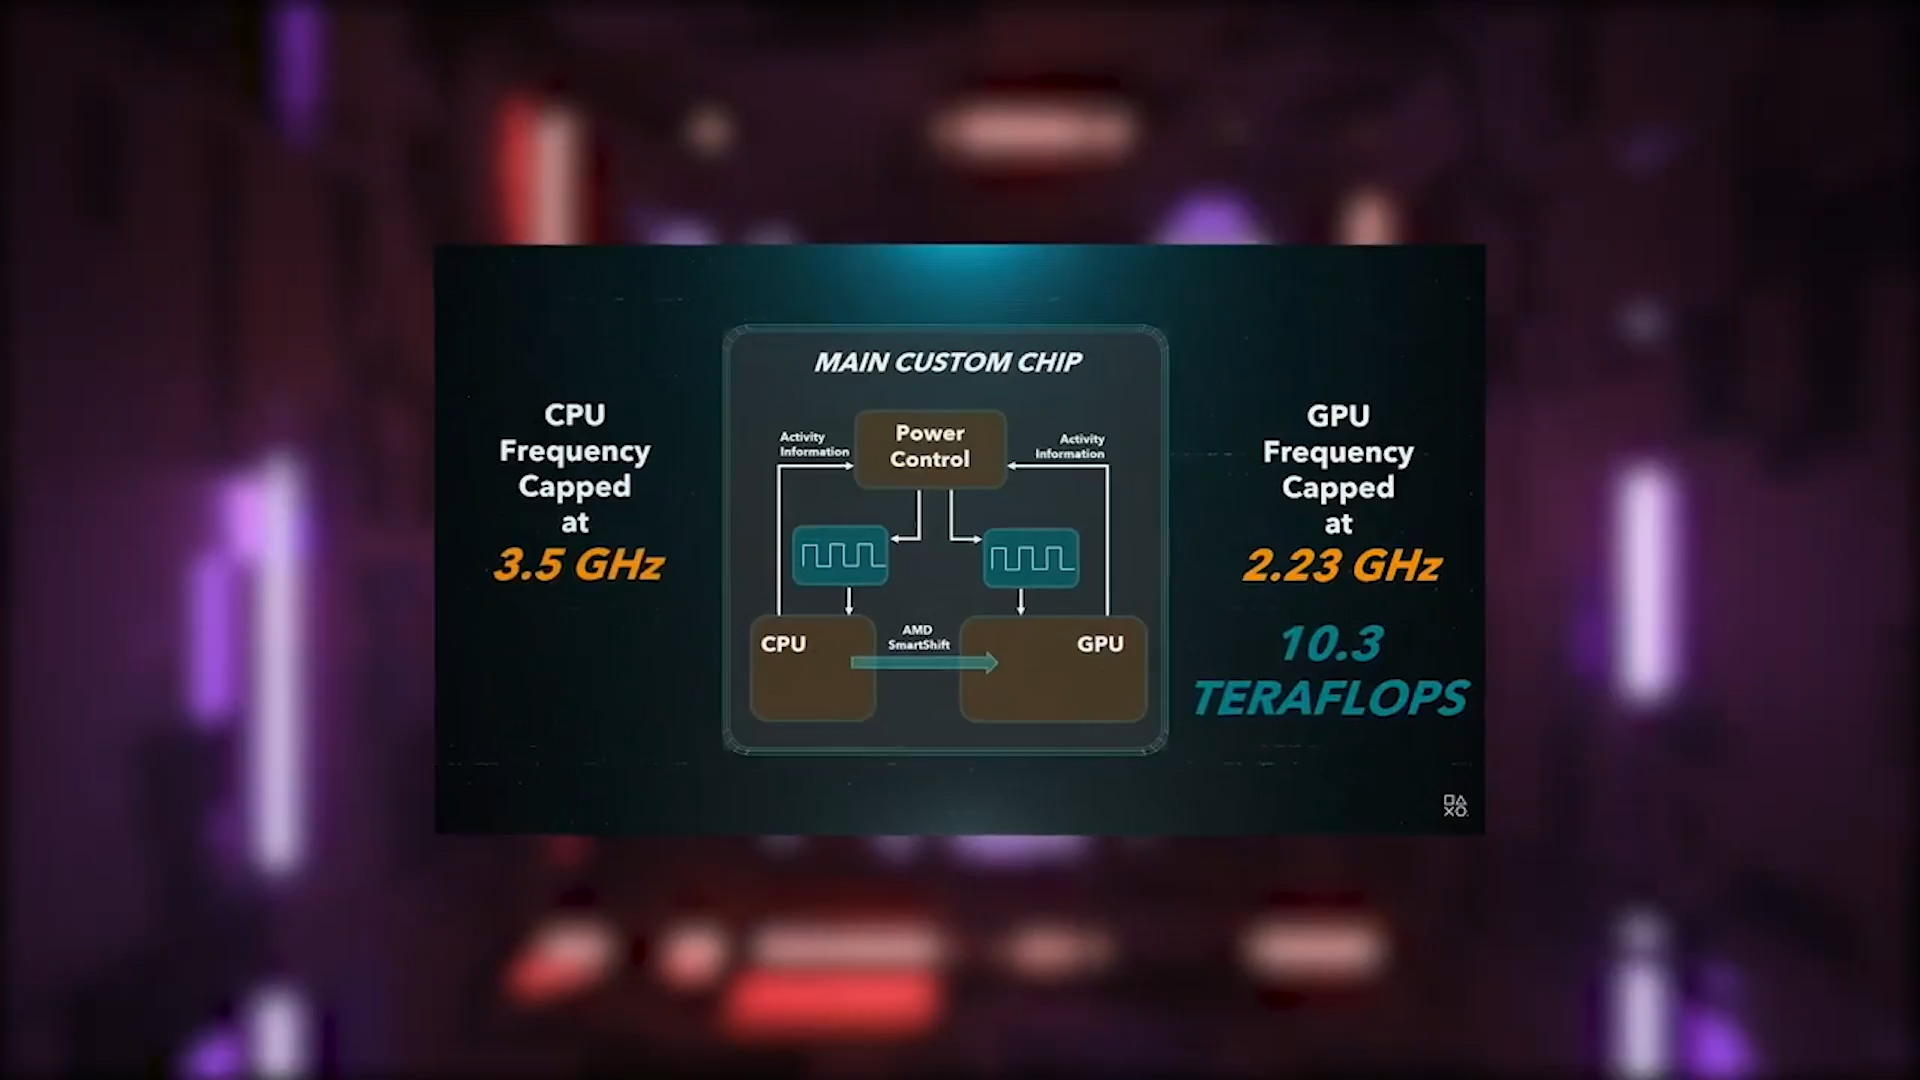 MAIN CUSTOM CHIP
CPU
Frequency
Capped
at
3.5 GHz
Activity
Information
Power
Control
Activity
Information
CPU
AMD
SmartShift
GPU
GPU
Frequency
Capped
at
2.23 GHz
10.3
TERAFLOPS